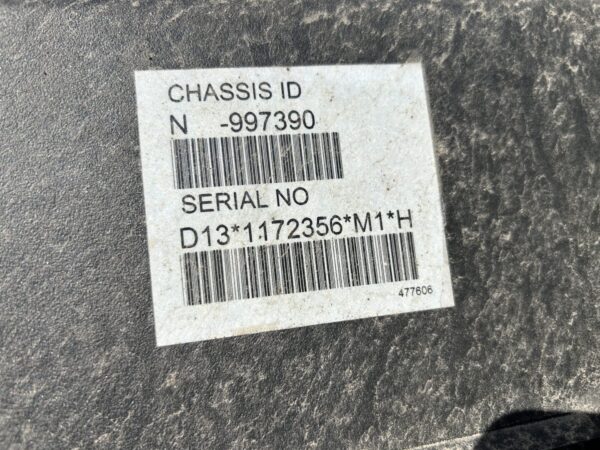 CHASSIS ID
N -997390
SERIAL NO
D13*1172356*M1*H
477606